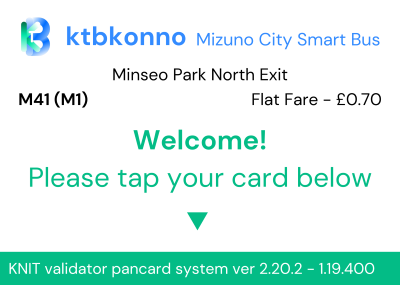 ktbkonno Mizuno City Smart Bus
Minseo Park North Exit
M41 (M1) Flat Fare - £0.70
Welcome!
Please tap your card below
KNIT validator pancard system ver 2.20.2 - 1.19.400